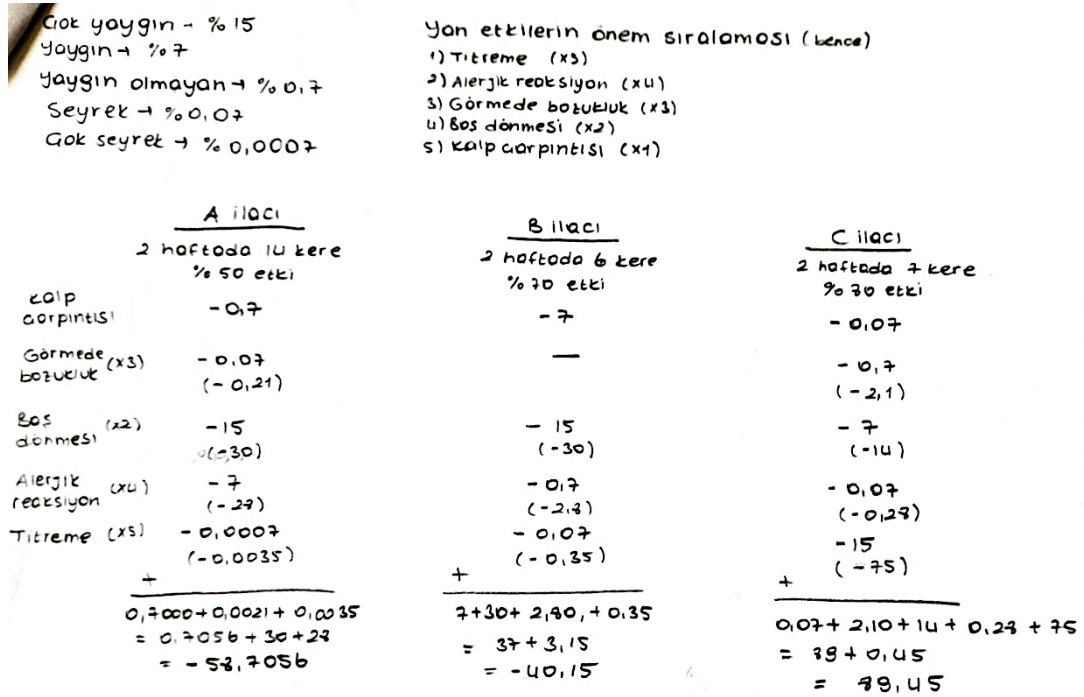 Çok yaygın - %15
Yaygın → %7
Yaygın olmayan → %0,7
Seyrek → %0,07
Çok seyrek → %0,0007
Yan etkilerin önem sıralaması (bence)
1) Titreme (x5)
2) Alerjik reaksiyon (x4)
3) Görmede bozukluk (x3)
4) Baş dönmesi (x2)
5) Kalp çarpıntısı (x1)
A ilacı
2 haftada 14 kere
%50 etki
B ilacı
2 haftada 6 kere
%70 etki
C ilacı
2 haftada 7 kere
%80 etki
Kalp çarpıntısı
-0,7
-7
-0,07
Görmede bozukluk (x3)
-0,07
(-0,21)
—
-0,7
(-2,1)
Baş dönmesi (x2)
-15
(-30)
-15
(-30)
-7
(-14)
Alerjik reaksiyon (x4)
-7
(-28)
-0,7
(-2,8)
-0,07
(-0,28)
Titreme (x5)
-0,0007
(-0,0035)
-0,07
(-0,35)
-15
(-75)
+
0,7000+0,0021+0,0035
= 0,7056+30+28
= -58,7056
+
7+30+2,80,+0,35
= 37+3,15
= -40,15
+
0,07+2,10+14+0,28+75
= 89+0,45
= 89,45